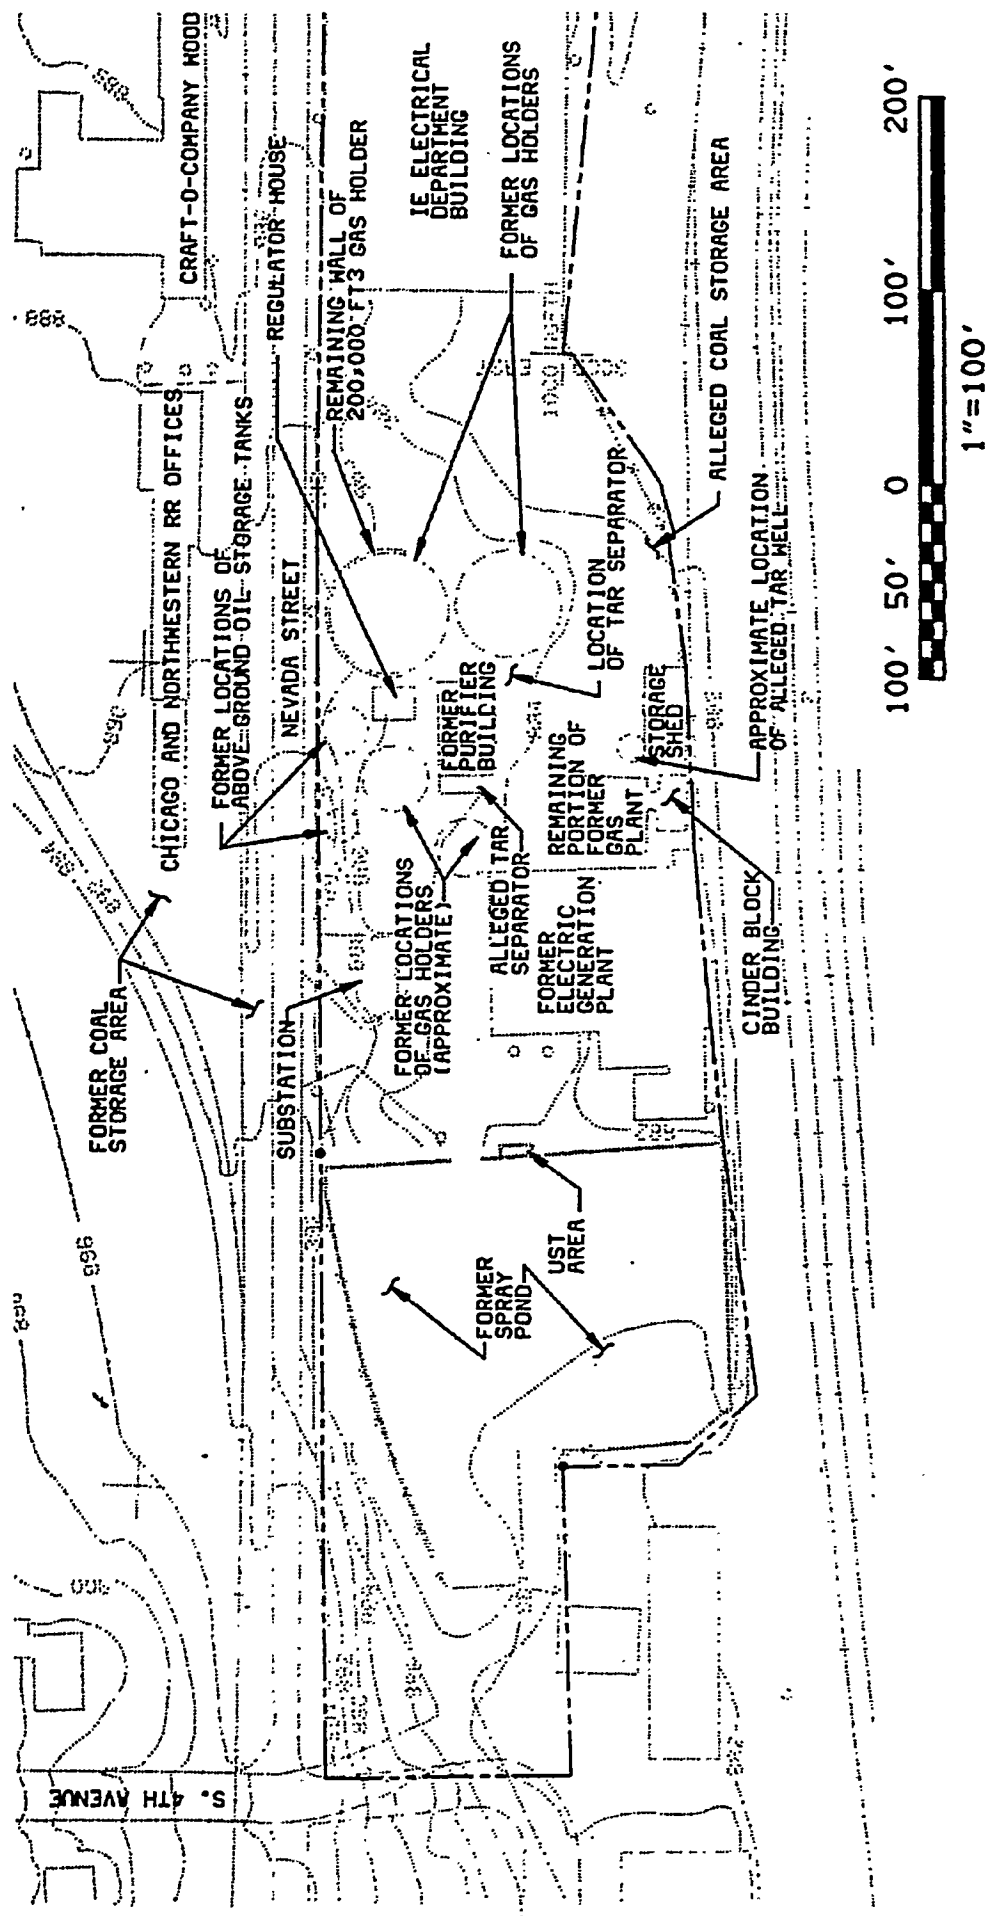 S. 4TH AVENUE
900
896
890
888
FORMER COAL
STORAGE AREA
CHICAGO AND NORTHWESTERN RR OFFICES
CRAFT-O-COMPANY WOOD
FORMER LOCATIONS OF
ABOVE-GROUND OIL STORAGE TANKS
REGULATOR HOUSE
NEVADA STREET
SUBSTATION
REMAINING WALL OF
200,000 FT3 GAS HOLDER
IE ELECTRICAL
DEPARTMENT
BUILDING
FORMER LOCATIONS
OF GAS HOLDERS
FORMER LOCATIONS
OF GAS HOLDERS
(APPROXIMATE)
FORMER
PURIFIER
BUILDING
ALLEGED TAR
SEPARATOR
LOCATION
OF TAR SEPARATOR
FORMER
ELECTRIC
GENERATION
PLANT
REMAINING
PORTION OF
FORMER
GAS
PLANT
STORAGE
SHED
ALLEGED COAL STORAGE AREA
APPROXIMATE LOCATION
OF ALLEGED TAR WELL
CINDER BLOCK
BUILDING
FORMER
SPRAY
POND
UST
AREA
100' 50' 0 100' 200'
1"=100'